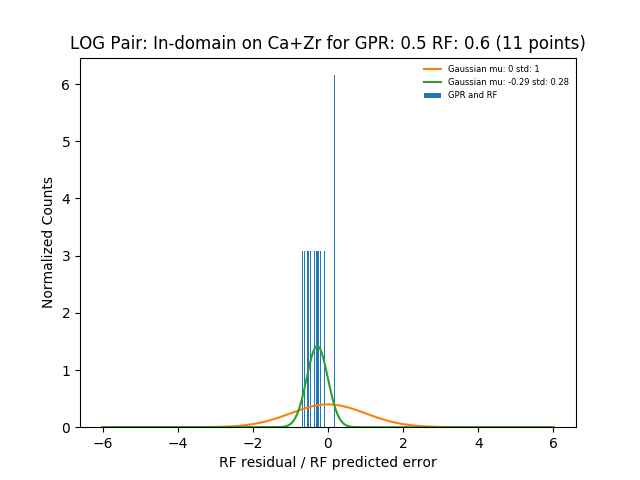 LOG Pair: In-domain on Ca+Zr for GPR: 0.5 RF: 0.6 (11 points)
Gaussian mu: 0 std: 1
Gaussian mu: -0.29 std: 0.28
GPR and RF
Normalized Counts
6
5
4
3
2
1
0
−6
−4
−2
0
2
4
6
RF residual / RF predicted error